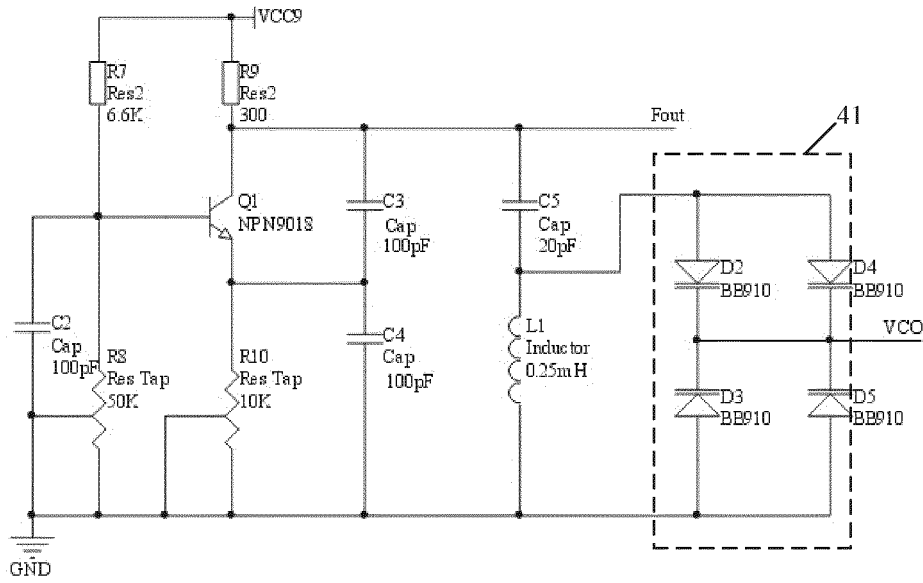 VCC9
R7
Res2
6.6K
R9
Res2
300
Fout
41
Q1
NPN9018
C3
Cap
100pF
C5
Cap
20pF
D2
BB910
D4
BB910
VCO
C2
Cap
100pF
R8
Res Tap
50K
R10
Res Tap
10K
C4
Cap
100pF
L1
Inductor
0.25mH
D3
BB910
D5
BB910
GND